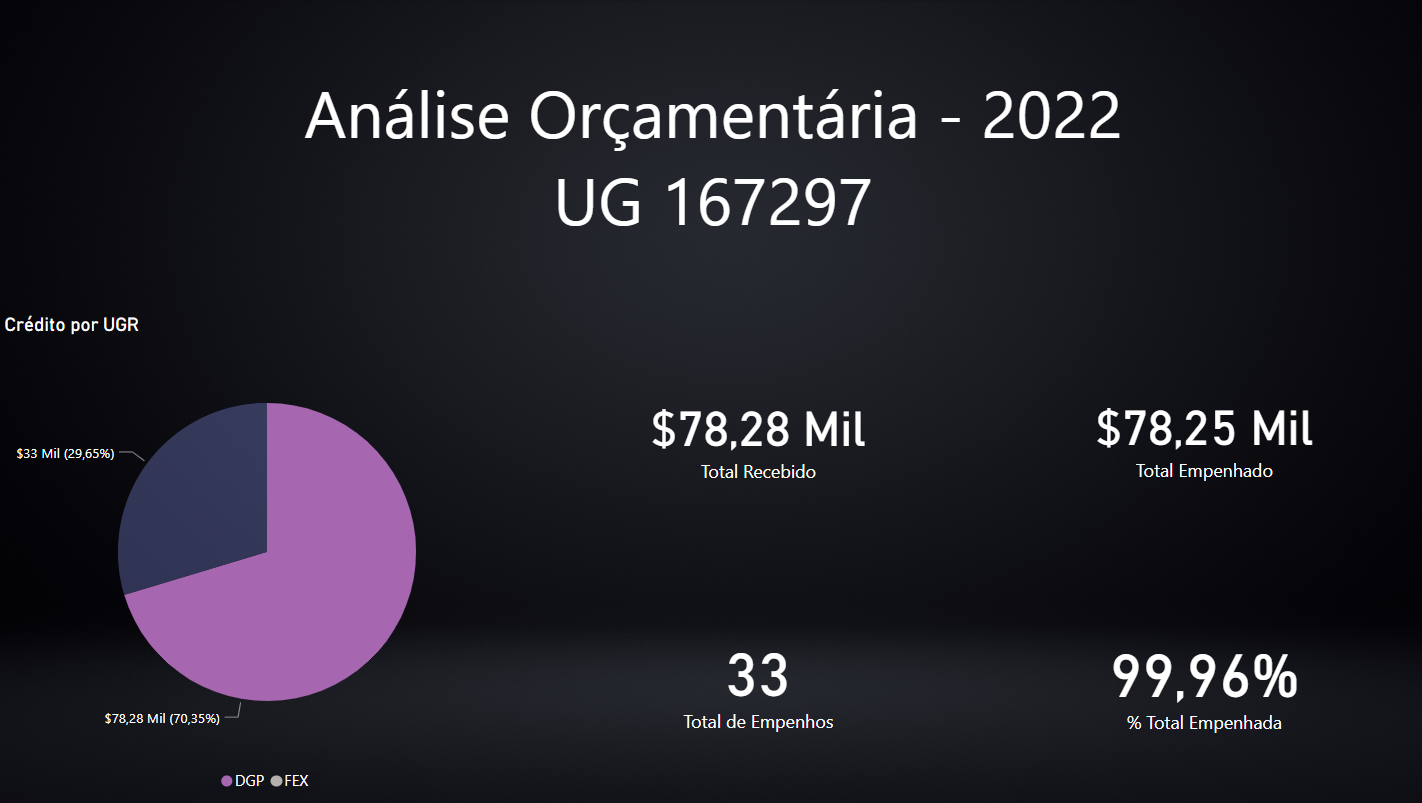 Análise Orçamentária - 2022
UG 167297
Crédito por UGR
$33 Mil (29,65%)
$78,28 Mil (70,35%)
DGP FEX
$78,28 Mil
Total Recebido
$78,25 Mil
Total Empenhado
33
Total de Empenhos
99,96%
% Total Empenhada